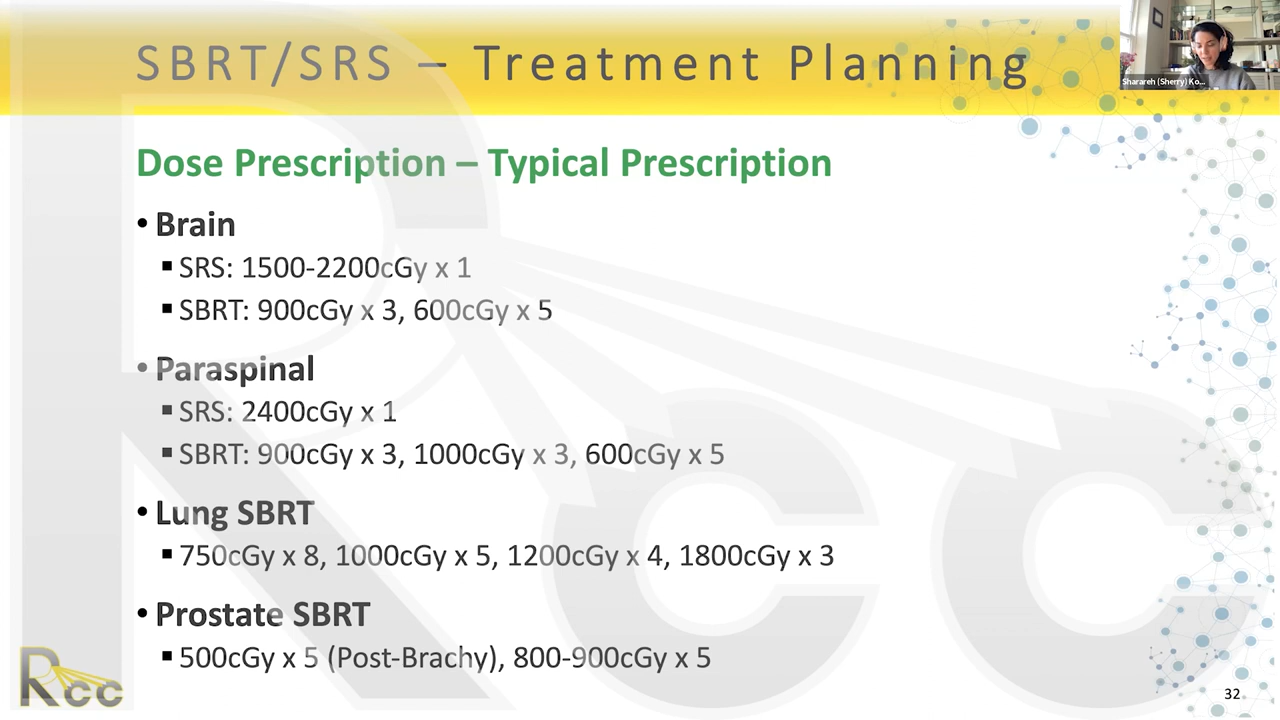 SBRT/SRS – Treatment Planning
Sharareh (Sherry) Ko...
Dose Prescription – Typical Prescription
• Brain
▪ SRS: 1500-2200cGy x 1
▪ SBRT: 900cGy x 3, 600cGy x 5
• Paraspinal
▪ SRS: 2400cGy x 1
▪ SBRT: 900cGy x 3, 1000cGy x 3, 600cGy x 5
• Lung SBRT
▪ 750cGy x 8, 1000cGy x 5, 1200cGy x 4, 1800cGy x 3
• Prostate SBRT
▪ 500cGy x 5 (Post-Brachy), 800-900cGy x 5
Rcc
Rcc
32